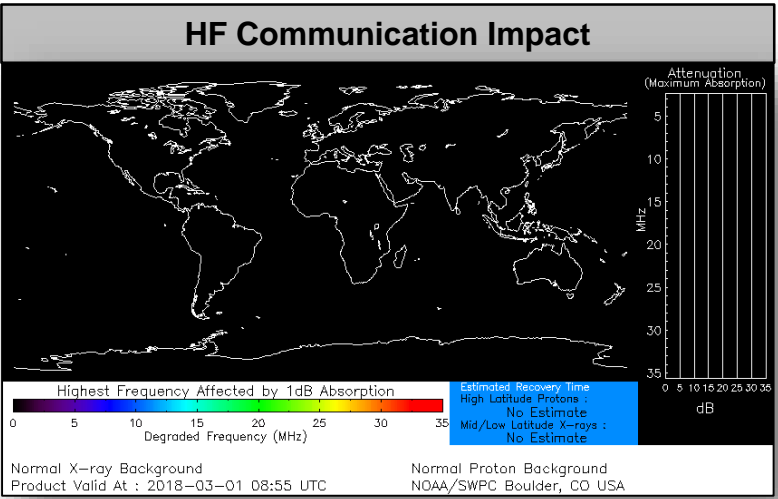 HF Communication Impact
Attenuation
(Maximum Absorption)
5
10
15
20
25
30
35
MHz
0 5 10 15 20 25 30 35
dB
Highest Frequency Affected by 1dB Absorption
0 5 10 15 20 25 30 35
Degraded Frequency (MHz)
Estimated Recovery Time
High Latitude Protons :
No Estimate
Mid/Low Latitude X-rays :
No Estimate
Normal X-ray Background
Normal Proton Background
Product Valid At : 2018-03-01 08:55 UTC
NOAA/SWPC Boulder, CO USA